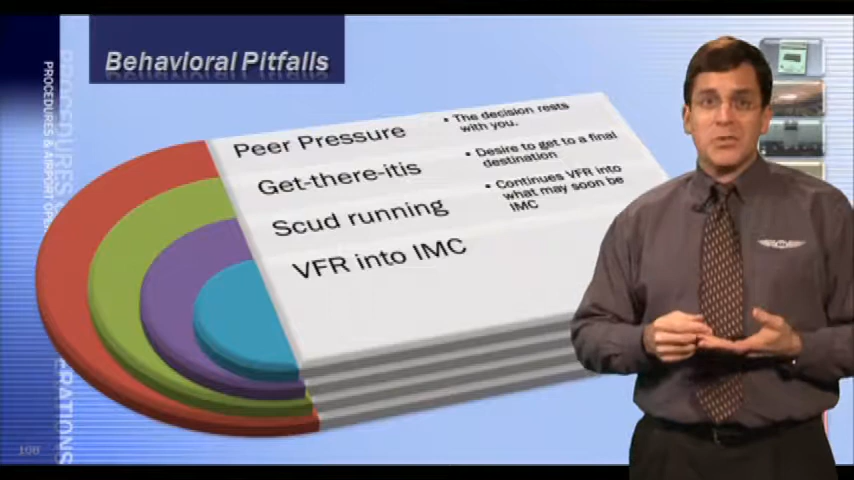 Behavioral Pitfalls
PROCEDURES & AIRPORT OPERATIONS
Peer Pressure
• The decision rests
with you.
Get-there-itis
• Desire to get to a final
destination
Scud running
• Continues VFR into
what may soon be
IMC
VFR into IMC
108